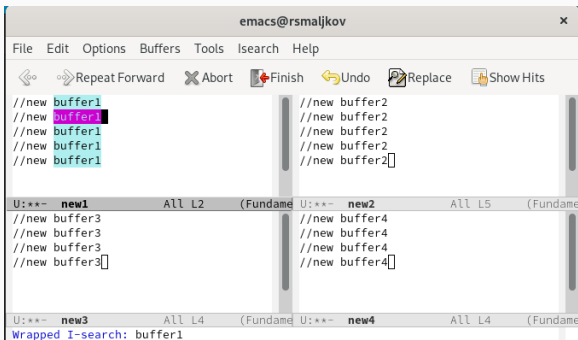 emacs@rsmaljkov ×
File Edit Options Buffers Tools Isearch Help
Repeat Forward Abort Finish Undo Replace Show Hits
//new buffer1
//new buffer1
//new buffer1
//new buffer1
//new buffer1
U:**- new1 All L2 (Fundame
//new buffer2
//new buffer2
//new buffer2
//new buffer2
//new buffer2
U:**- new2 All L5 (Fundame
//new buffer3
//new buffer3
//new buffer3
//new buffer3
U:**- new3 All L4 (Fundame
//new buffer4
//new buffer4
//new buffer4
//new buffer4
U:**- new4 All L4 (Fundame
Wrapped I-search: buffer1